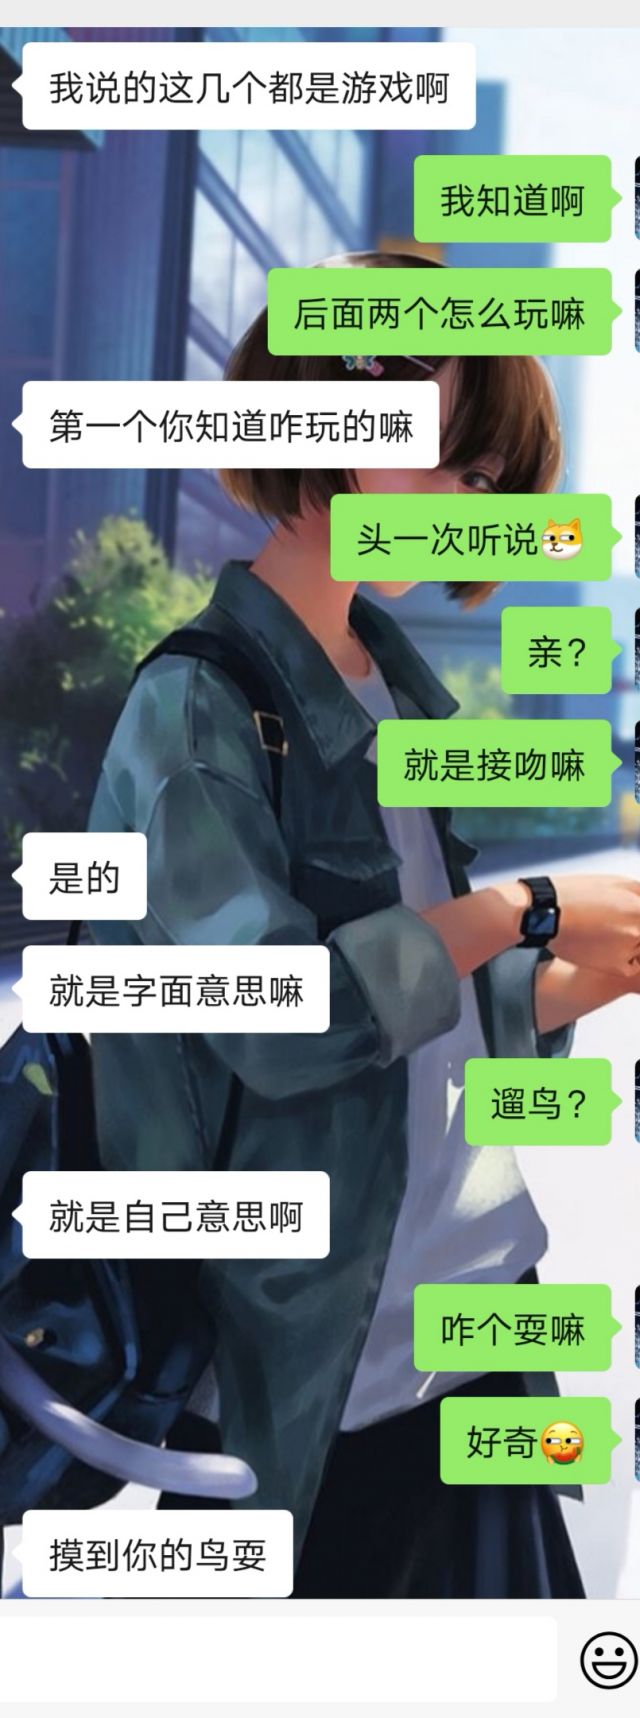 我说的这几个都是游戏啊
我知道啊
后面两个怎么玩嘛
第一个你知道咋玩的嘛
头一次听说
亲？
就是接吻嘛
是的
就是字面意思嘛
遛鸟？
就是自己意思啊
咋个耍嘛
好奇
摸到你的鸟耍